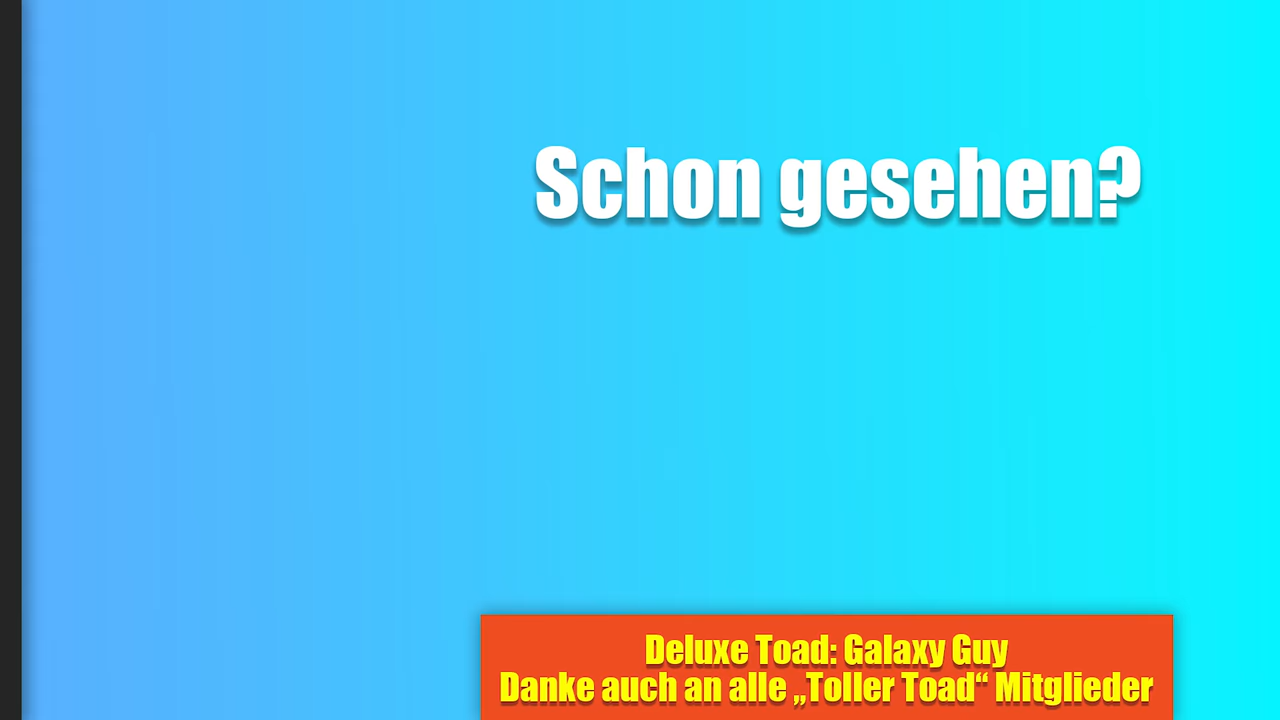 Schon gesehen?
Deluxe Toad: Galaxy Guy
Danke auch an alle „Toller Toad“ Mitglieder